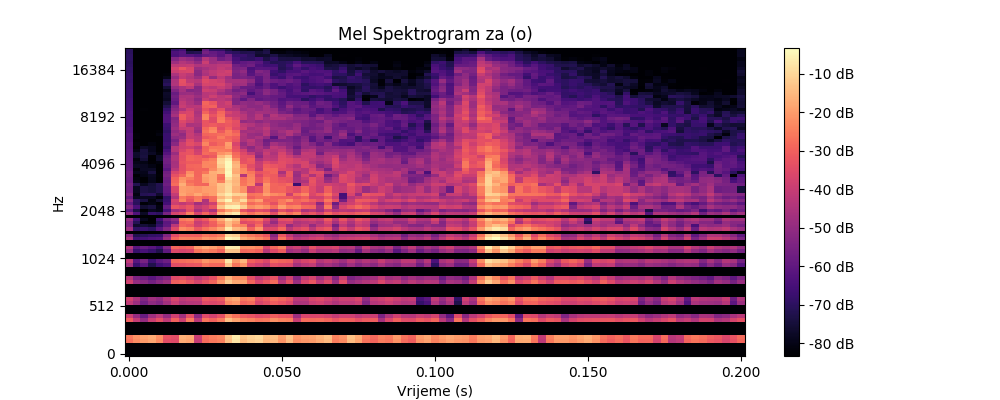 Mel Spektrogram za (o)
Hz
16384
8192
4096
2048
1024
512
0
0.000 0.050 0.100 0.150 0.200
Vrijeme (s)
-10 dB
-20 dB
-30 dB
-40 dB
-50 dB
-60 dB
-70 dB
-80 dB